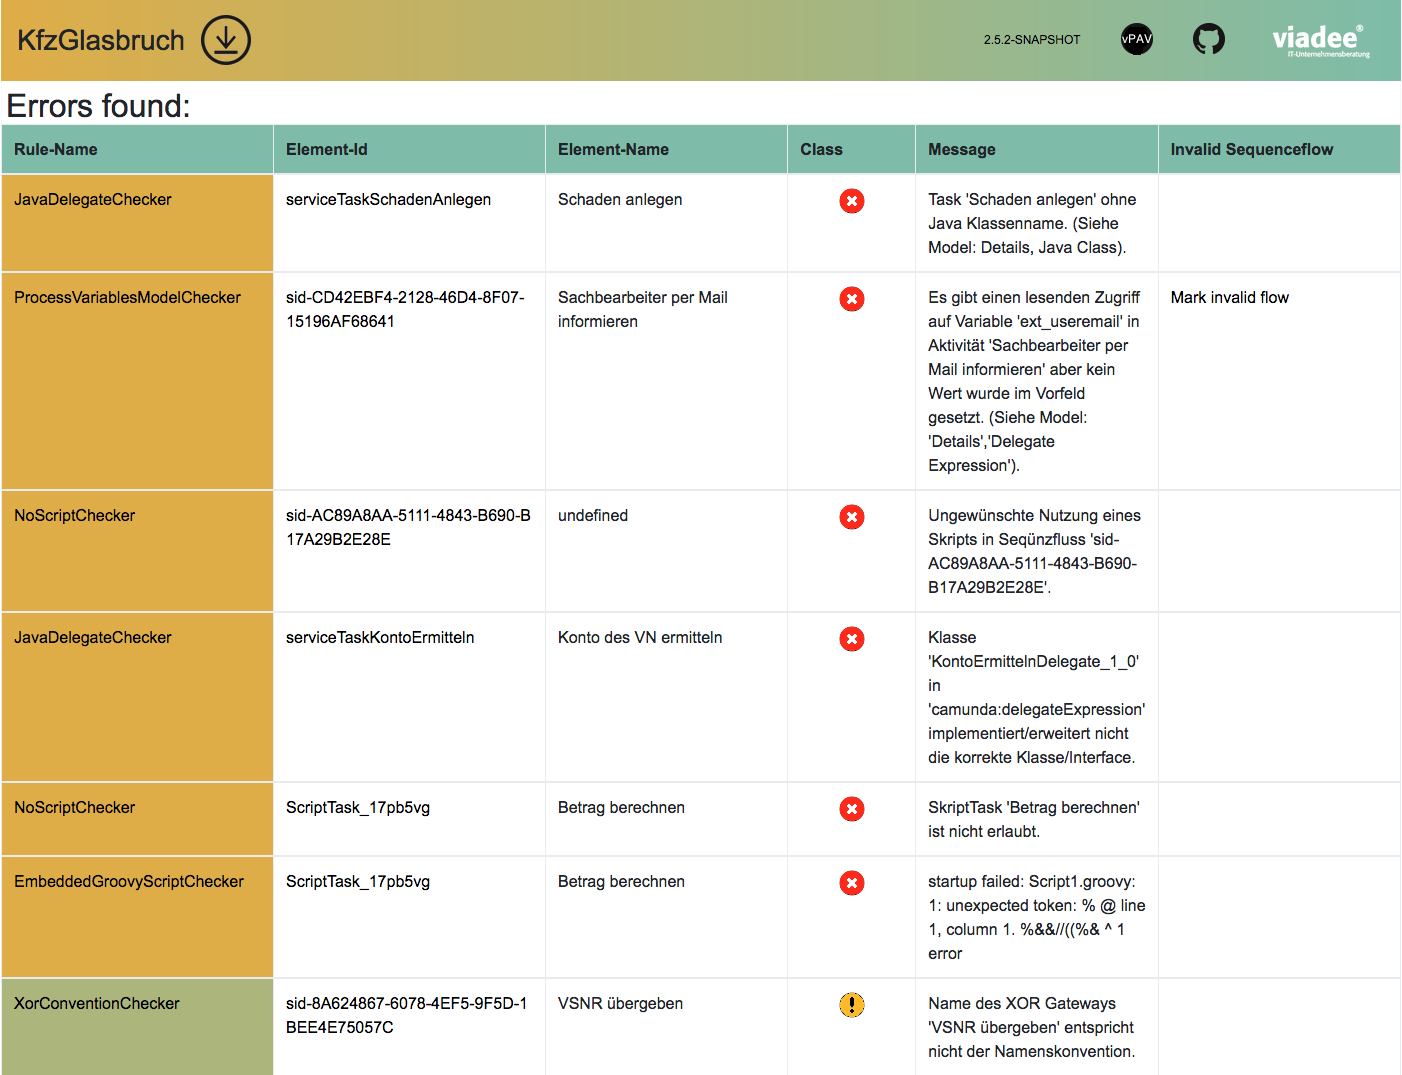 KfzGlasbruch
2.5.2-SNAPSHOT
vPAV
viadee®
IT-Unternehmensberatung
Errors found:
Rule-Name Element-Id Element-Name Class Message Invalid Sequenceflow
JavaDelegateChecker serviceTaskSchadenAnlegen Schaden anlegen Task 'Schaden anlegen' ohne
Java Klassenname. (Siehe
Model: Details, Java Class).
ProcessVariablesModelChecker sid-CD42EBF4-2128-46D4-8F07- Sachbearbeiter per Mail Es gibt einen lesenden Zugriff Mark invalid flow
15196AF68641 informieren auf Variable 'ext_useremail' in
Aktivität 'Sachbearbeiter per
Mail informieren' aber kein
Wert wurde im Vorfeld
gesetzt. (Siehe Model:
'Details','Delegate
Expression').
NoScriptChecker sid-AC89A8AA-5111-4843-B690-B undefined Ungewünschte Nutzung eines
17A29B2E28E Skripts in Seqünzfluss 'sid-
AC89A8AA-5111-4843-B690-
B17A29B2E28E'.
JavaDelegateChecker serviceTaskKontoErmitteln Konto des VN ermitteln Klasse
'KontoErmittelnDelegate_1_0'
in
'camunda:delegateExpression'
implementiert/erweitert nicht
die korrekte Klasse/Interface.
NoScriptChecker ScriptTask_17pb5vg Betrag berechnen SkriptTask 'Betrag berechnen'
ist nicht erlaubt.
EmbeddedGroovyScriptChecker ScriptTask_17pb5vg Betrag berechnen startup failed: Script1.groovy:
1: unexpected token: % @ line
1, column 1. %&&//((%& ^ 1
error
XorConventionChecker sid-8A624867-6078-4EF5-9F5D-1 VSNR übergeben Name des XOR Gateways
BEE4E75057C 'VSNR übergeben' entspricht
nicht der Namenskonvention.